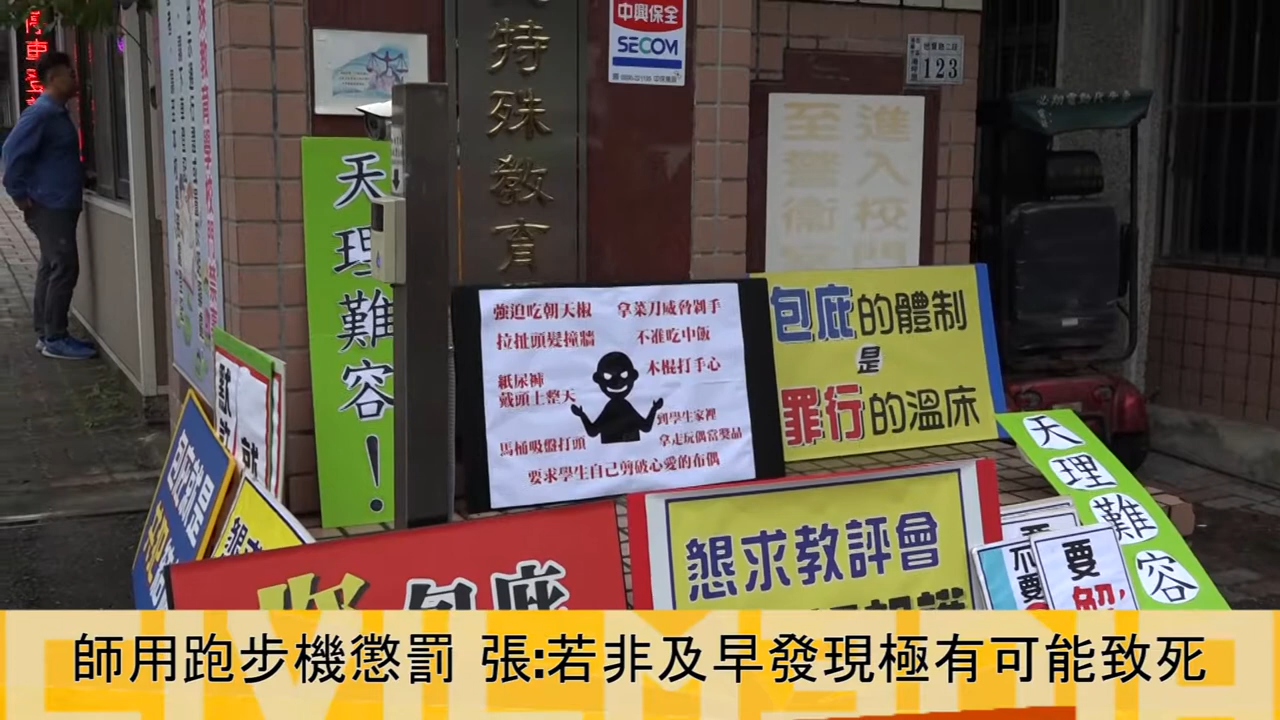 中興保全
SECOM
123
特殊教育
進入校門
至警衛
天理難容！
強迫吃朝天椒
拿菜刀威脅剁手
拉扯頭髮撞牆
不准吃中飯
木棍打手心
紙尿褲
戴頭上整天
到學生家裡
拿走玩偶當獎品
馬桶吸盤打頭
要求學生自己剪破心愛的布偶
包庇的體制
是
罪行的溫床
天理難容
懇求教評會
包庇
要
解
師用跑步機懲罰 張:若非及早發現極有可能致死